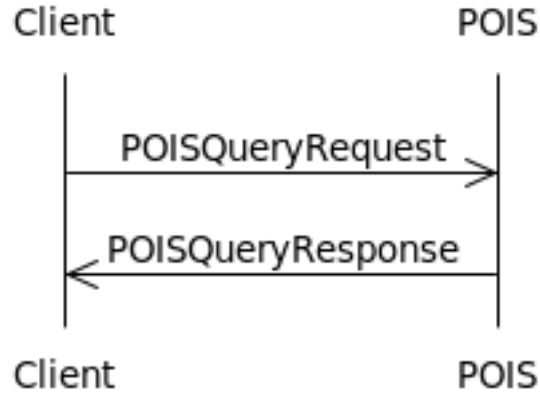 Client
POIS
POISQueryRequest
POISQueryResponse
Client
POIS